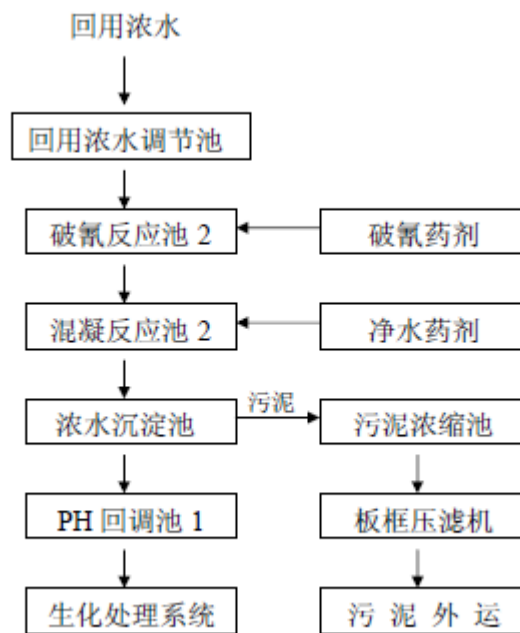 回用浓水
回用浓水调节池
破氰反应池 2
破氰药剂
混凝反应池 2
净水药剂
污泥
浓水沉淀池
污泥浓缩池
PH 回调池 1
板框压滤机
生化处理系统
污 泥 外 运